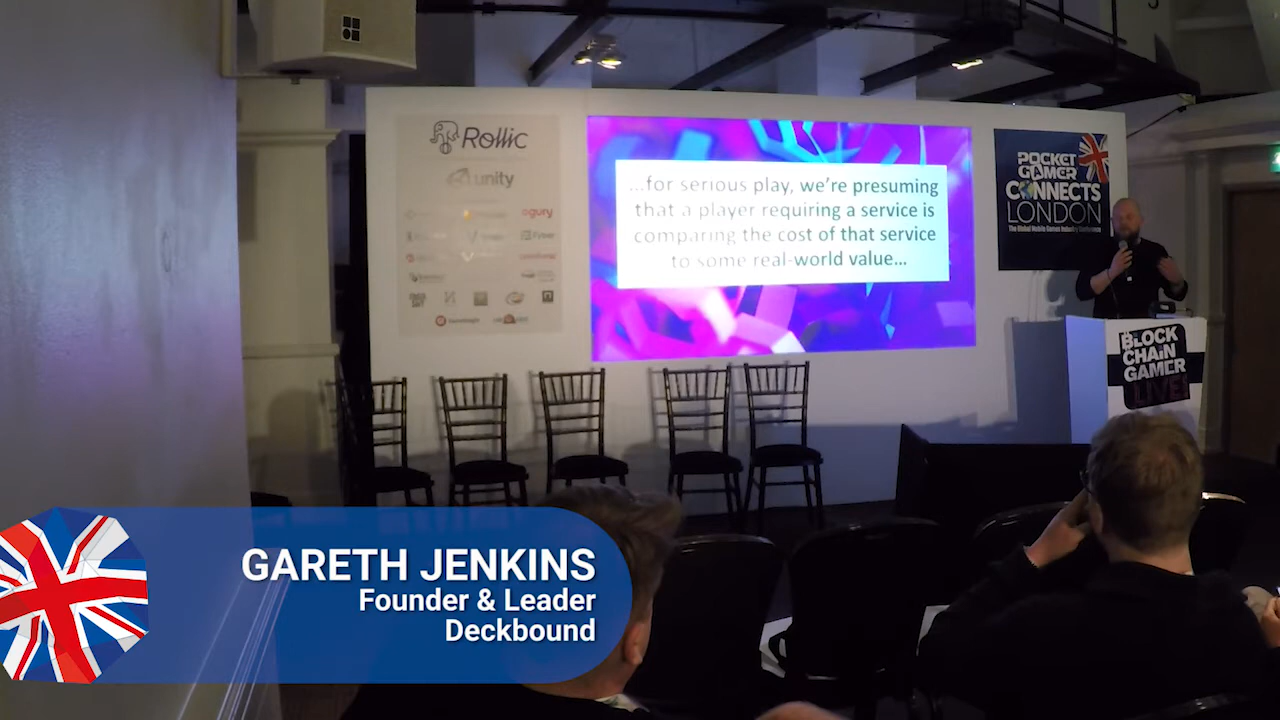 Rollic
unity
ogury
...for serious play, we're presuming
that a player requiring a service is
comparing the cost of that service
to some real-world value...
POCKET
GAMER
CONNECTS
LONDON
The Global Mobile Games Industry Conference
BLOCK
CHAIN
GAMER
LIVE!
GARETH JENKINS
Founder & Leader
Deckbound